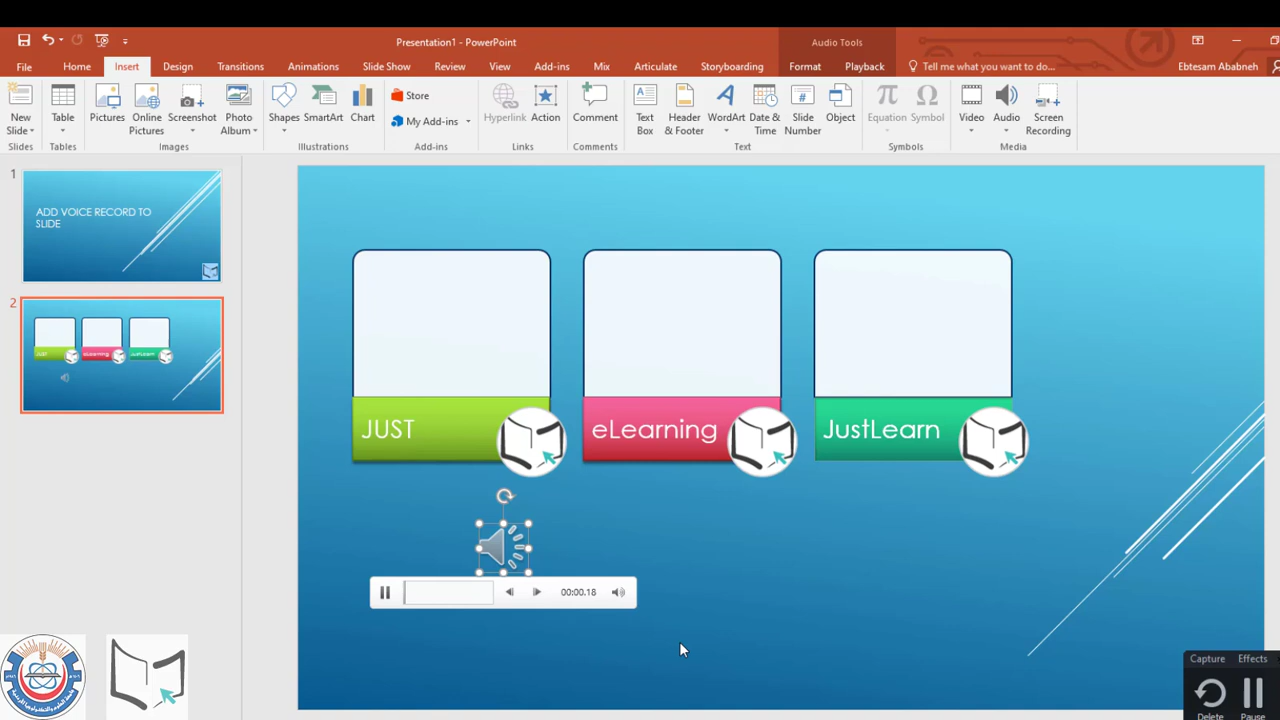 Presentation1 - PowerPoint
Audio Tools
File
Home
Insert
Design
Transitions
Animations
Slide Show
Review
View
Add-ins
Mix
Articulate
Storyboarding
Format
Playback
Tell me what you want to do...
Ebtesam Ababneh
New
Slide
Table
Pictures
Online
Pictures
Screenshot
Photo
Album
Shapes
SmartArt
Chart
Store
My Add-ins
Hyperlink
Action
Comment
Text
Box
Header
& Footer
WordArt
Date &
Time
Slide
Number
Object
Equation
Symbol
Video
Audio
Screen
Recording
Slides
Tables
Images
Illustrations
Add-ins
Links
Comments
Text
Symbols
Media
1
ADD VOICE RECORD TO
SLIDE
2
JUST
eLearning
JustLearn
JUST
eLearning
JustLearn
00:00.18
Capture
Effects
Delete
Pause